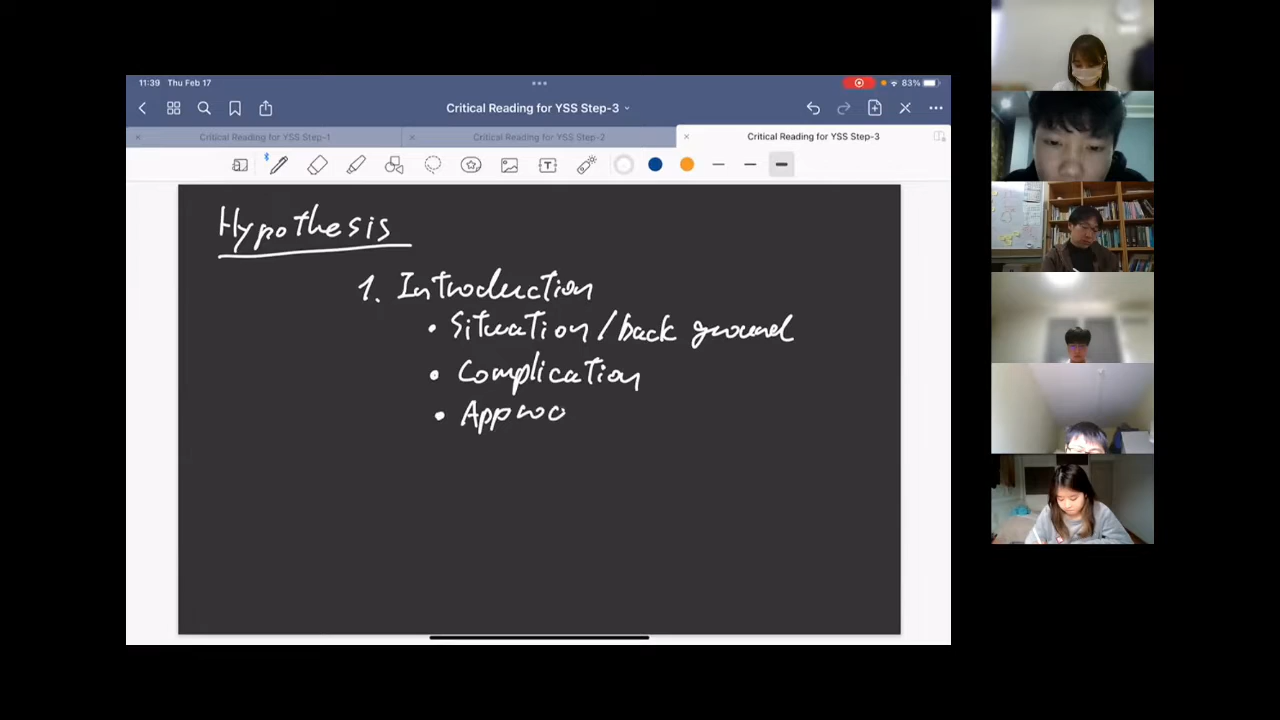 11:39 Thu Feb 17
83%
Critical Reading for YSS Step-3
Critical Reading for YSS Step-1
Critical Reading for YSS Step-2
Critical Reading for YSS Step-3
Hypothesis
1. Introduction
• Situation/back ground
• Complication
• Approo